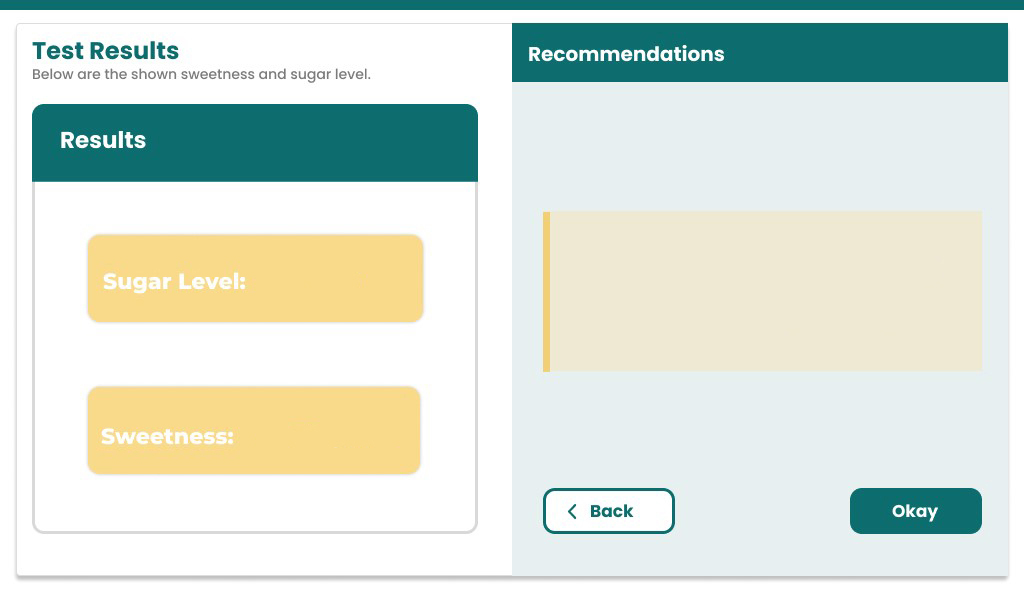 Test Results
Below are the shown sweetness and sugar level.
Results
Sugar Level:
Sweetness:
Recommendations
Back
Okay